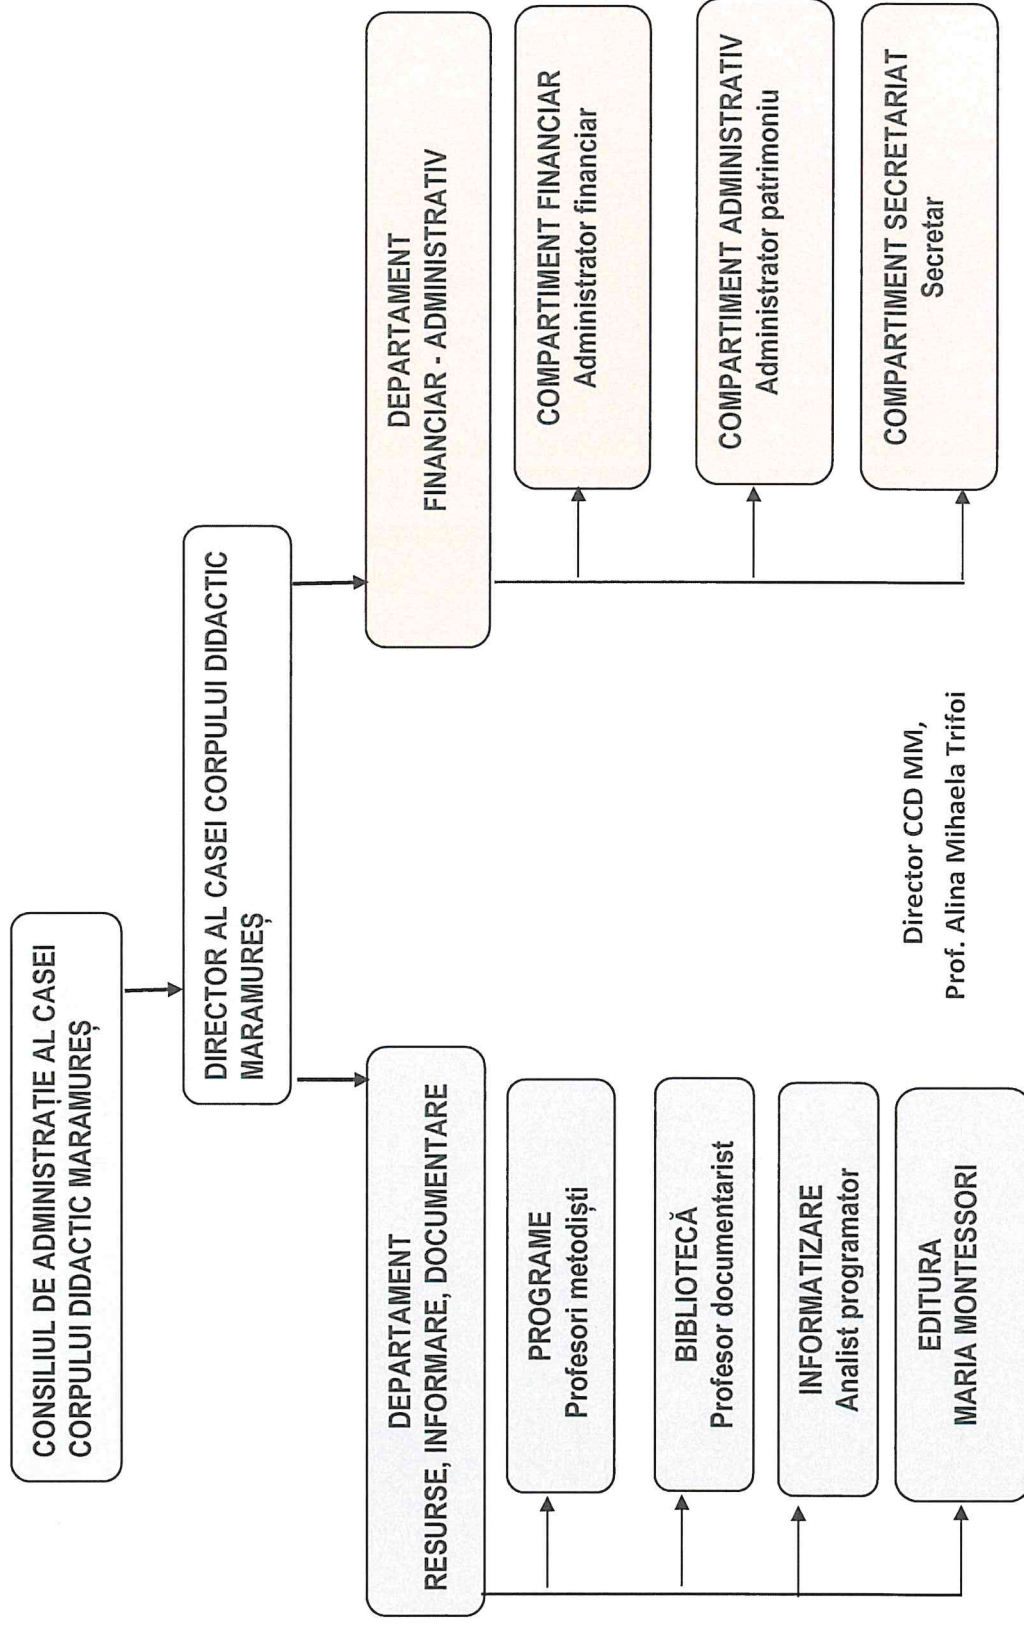 CONSILIUL DE ADMINISTRAȚIE AL CASEI
CORPULUI DIDACTIC MARAMUREȘ
DIRECTOR AL CASEI CORPULUI DIDACTIC
MARAMUREȘ
DEPARTAMENT
RESURSE, INFORMARE, DOCUMENTARE
PROGRAME
Profesori metodiști
BIBLIOTECĂ
Profesor documentarist
INFORMATIZARE
Analist programator
EDITURA
MARIA MONTESSORI
DEPARTAMENT
FINANCIAR - ADMINISTRATIV
COMPARTIMENT FINANCIAR
Administrator financiar
COMPARTIMENT ADMINISTRATIV
Administrator patrimoniu
COMPARTIMENT SECRETARIAT
Secretar
Director CCD MM,
Prof. Alina Mihaela Trifoi